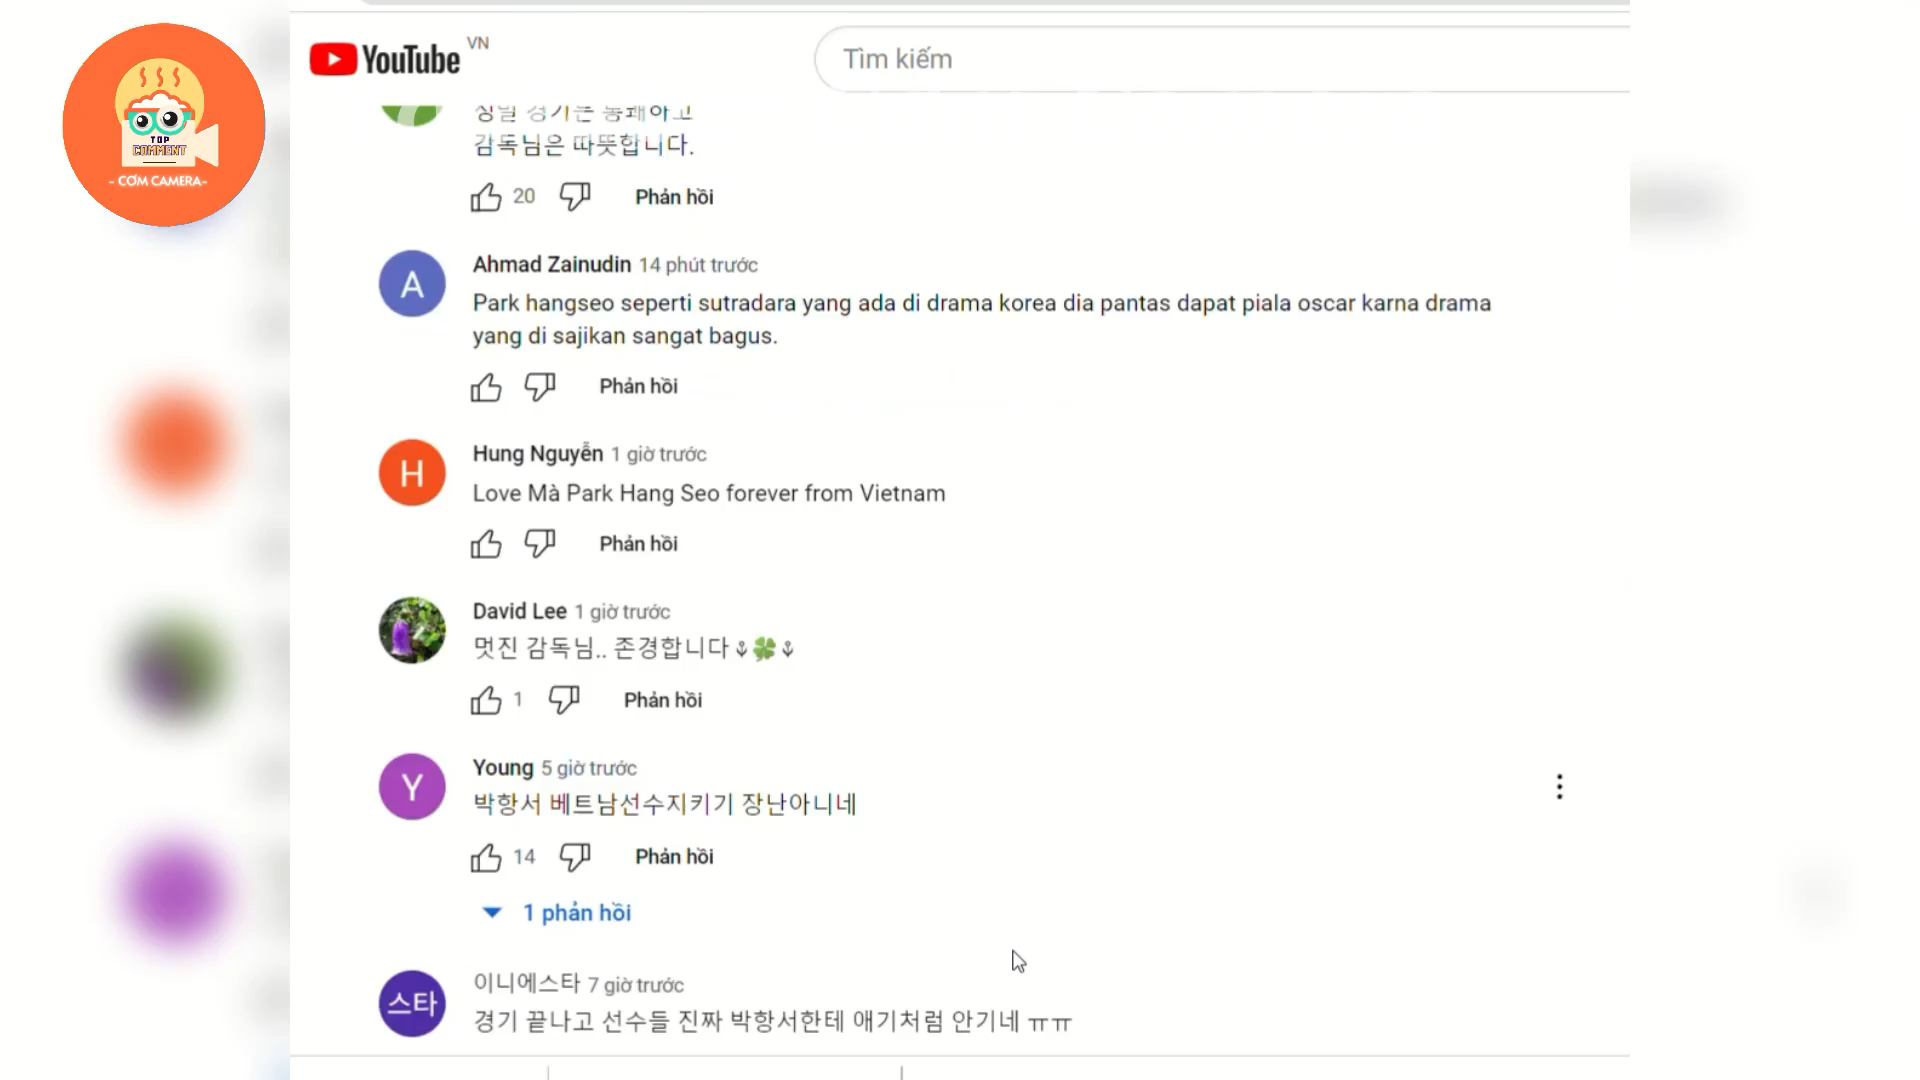 TOP
COMMENT
- CƠM CAMERA-
YouTube VN
Tìm kiếm
감독님은 따뜻합니다.
20 Phản hồi
A
Ahmad Zainudin 14 phút trước
Park hangseo seperti sutradara yang ada di drama korea dia pantas dapat piala oscar karna drama
yang di sajikan sangat bagus.
Phản hồi
H
Hung Nguyễn 1 giờ trước
Love Mà Park Hang Seo forever from Vietnam
Phản hồi
David Lee 1 giờ trước
멋진 감독님.. 존경합니다⚘🍀⚘
1 Phản hồi
Y
Young 5 giờ trước
박항서 베트남선수지키기 장난아니네
14 Phản hồi
1 phản hồi
스타
이니에스타 7 giờ trước
경기 끝나고 선수들 진짜 박항서한테 애기처럼 안기네 ㅠㅠ